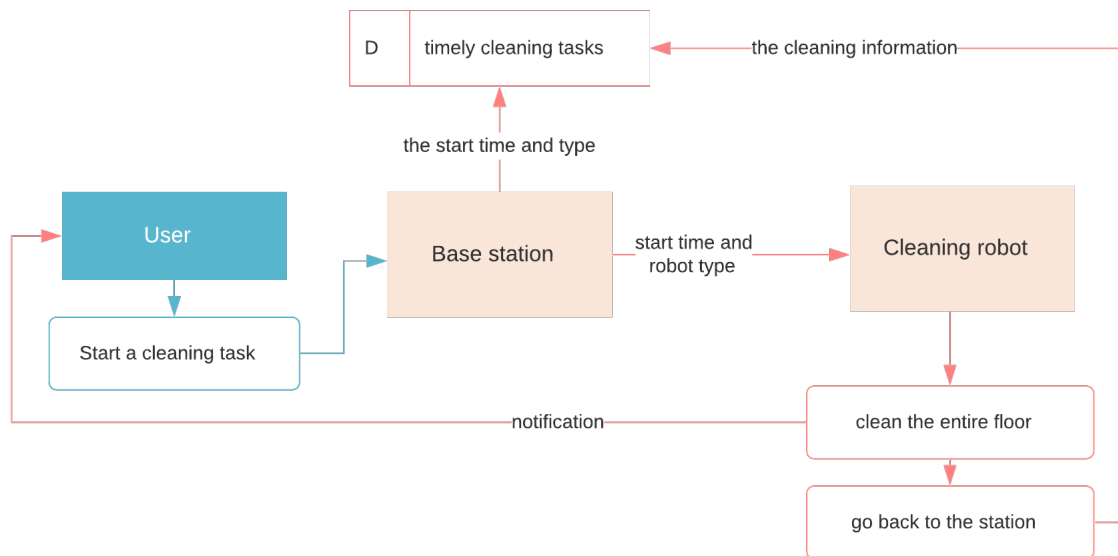 D
timely cleaning tasks
the cleaning information
the start time and type
User
Base station
start time and
robot type
Cleaning robot
Start a cleaning task
notification
clean the entire floor
go back to the station